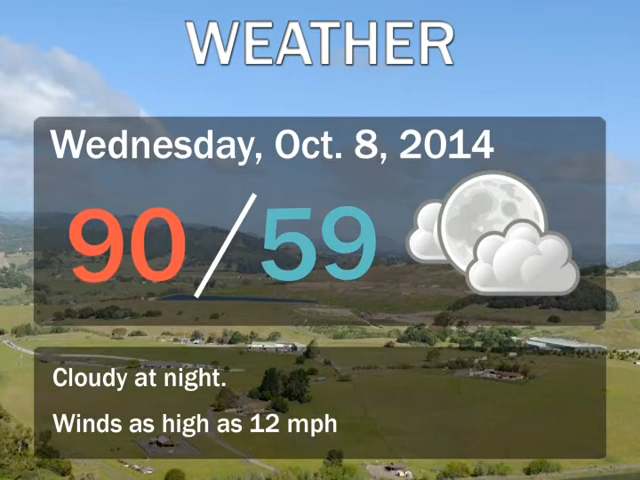 WEATHER
Wednesday, Oct. 8, 2014
90/59
Cloudy at night.
Winds as high as 12 mph